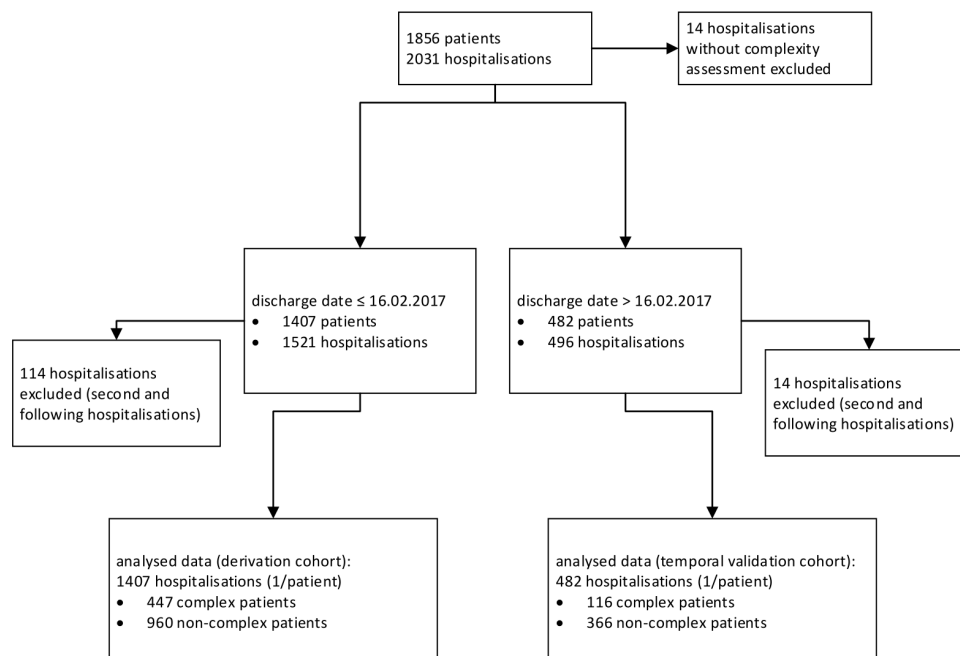 1856 patients
2031 hospitalisations
14 hospitalisations
without complexity
assessment excluded
discharge date ≤ 16.02.2017
• 1407 patients
• 1521 hospitalisations
discharge date > 16.02.2017
• 482 patients
• 496 hospitalisations
114 hospitalisations
excluded (second and
following hospitalisations)
14 hospitalisations
excluded (second and
following hospitalisations)
analysed data (derivation cohort):
1407 hospitalisations (1/patient)
• 447 complex patients
• 960 non-complex patients
analysed data (temporal validation cohort):
482 hospitalisations (1/patient)
• 116 complex patients
• 366 non-complex patients